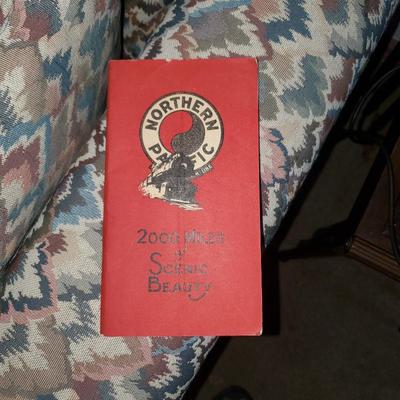 NORTHERN
PACIFIC
2000 MILES
of
SCENIC
BEAUTY